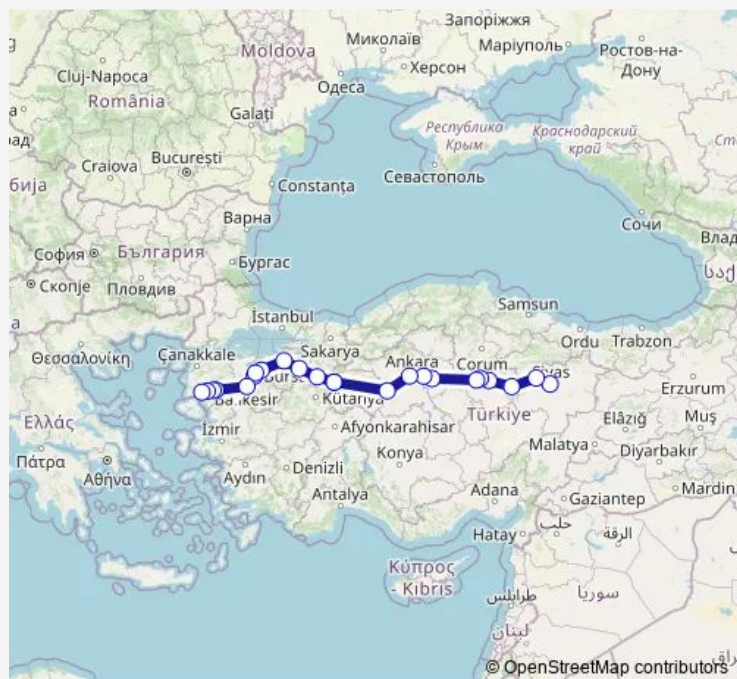 Запоріжжя
Миколаїв
Маріуполь
Ростов-на-
Дону
Moldova
Cluj-Napoca
Херсон
România
Одеса
Galați
Республика
Крым
Краснодарский
край
București
Craiova
Севастополь
Constanța
Сочи
Варна
София
България
Бургас
Скопје
Пловдив
İstanbul
Samsun
Ordu
Trabzon
Θεσσαλονίκη
Çanakkale
Sakarya
Ankara
Çorum
Erzurum
Kütahya
Türkiye
Elâzığ
Muş
Ελλάς
İzmir
Afyonkarahisar
Malatya
Diyarbakır
Πάτρα
Αθήνα
Aydın
Denizli
Konya
Mardin
Antalya
Adana
Gaziantep
Hatay
حلب
الرقة
Κύπρος
- Kıbrıs
طرابلس
سوريا
لبنان
© OpenStreetMap contributors